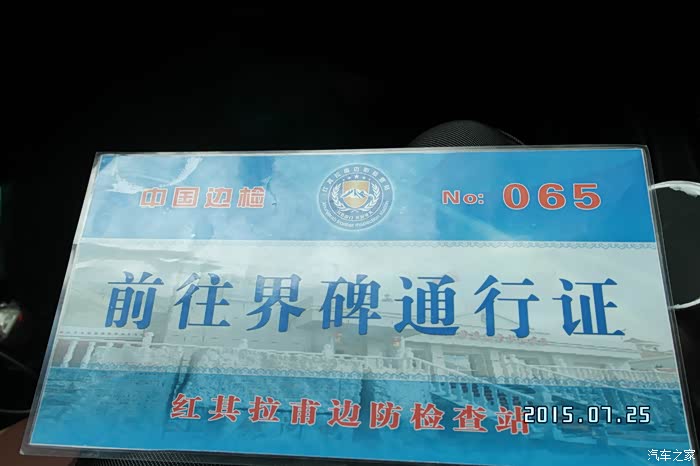 中国边检
No: 065
前往界碑通行证
红其拉甫边防检查站
2015.07.25
汽车之家